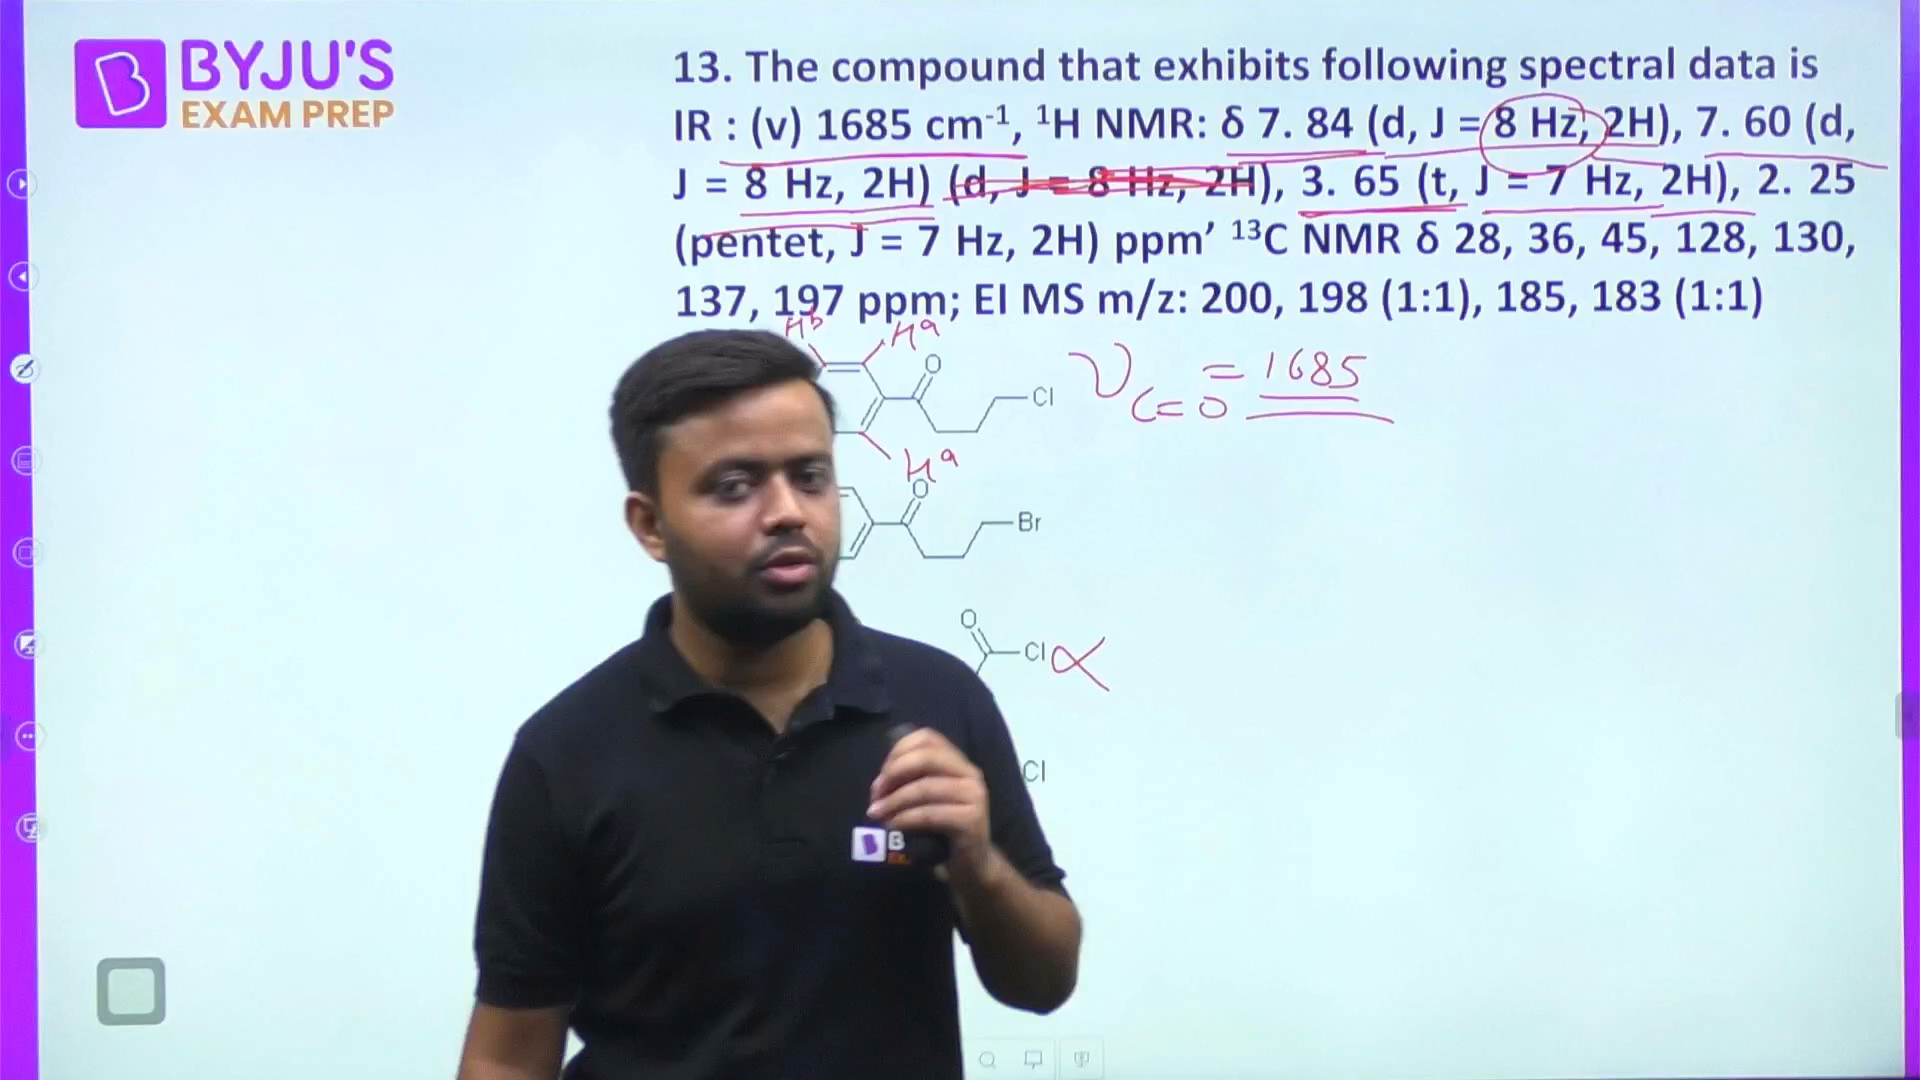 BYJU'S
EXAM PREP
13. The compound that exhibits following spectral data is
IR : (v) 1685 cm⁻¹, ¹H NMR: δ 7. 84 (d, J = 8 Hz, 2H), 7. 60 (d,
J = 8 Hz, 2H) (d, J = 8 Hz, 2H), 3. 65 (t, J = 7 Hz, 2H), 2. 25
(pentet, J = 7 Hz, 2H) ppm’ ¹³C NMR δ 28, 36, 45, 128, 130,
137, 197 ppm; EI MS m/z: 200, 198 (1:1), 185, 183 (1:1)
Hᵇ Hᵃ
O
Cl
ν C=O = 1685
Hᵃ
O
Br
O
Cl
Cl
B